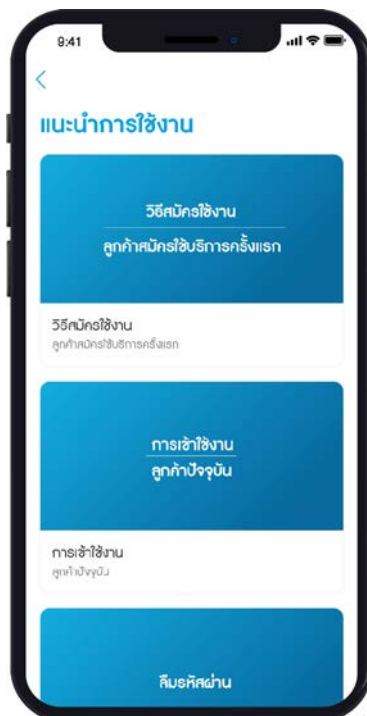 9:41
แนะนำการใช้งาน
วิธีสมัครใช้งาน
ลูกค้าสมัครใช้บริการครั้งแรก
วิธีสมัครใช้งาน
ลูกค้าสมัครใช้บริการครั้งแรก
การเข้าใช้งาน
ลูกค้าปัจจุบัน
การเข้าใช้งาน
ลูกค้าปัจจุบัน
ลืมรหัสผ่าน